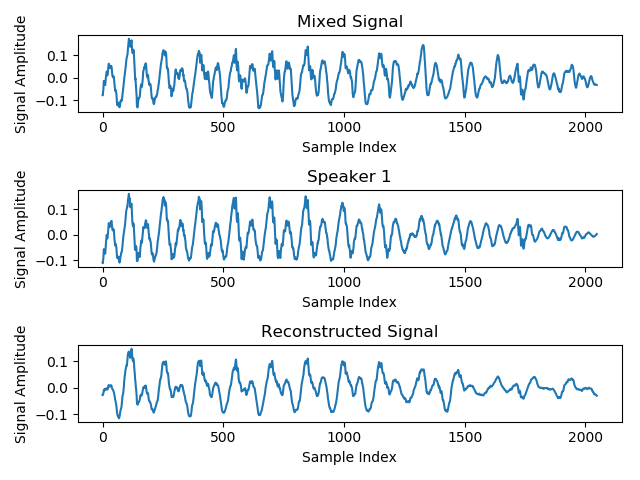 Mixed Signal
Signal Amplitude
0.1
0.0
−0.1
0 500 1000 1500 2000
Sample Index
Speaker 1
Signal Amplitude
0.1
0.0
−0.1
0 500 1000 1500 2000
Sample Index
Reconstructed Signal
Signal Amplitude
0.1
0.0
−0.1
0 500 1000 1500 2000
Sample Index